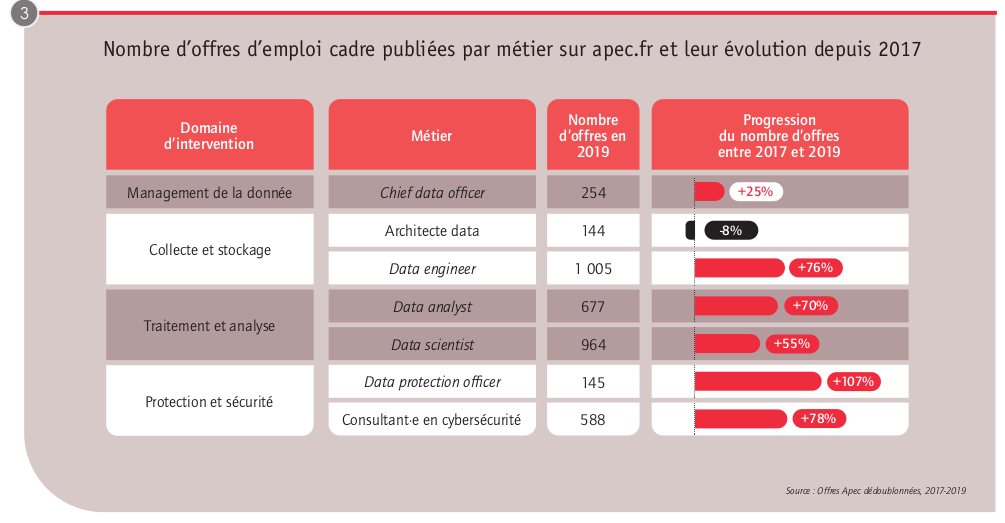 3
Nombre d’offres d’emploi cadre publiées par métier sur apec.fr et leur évolution depuis 2017
Domaine
d’intervention
Métier
Nombre
d’offres en
2019
Progression
du nombre d’offres
entre 2017 et 2019
Management de la donnée
Chief data officer
254
+25%
Collecte et stockage
Architecte data
144
-8%
Data engineer
1 005
+76%
Traitement et analyse
Data analyst
677
+70%
Data scientist
964
+55%
Protection et sécurité
Data protection officer
145
+107%
Consultant·e en cybersécurité
588
+78%
Source : Offres Apec dédoublonnées, 2017-2019